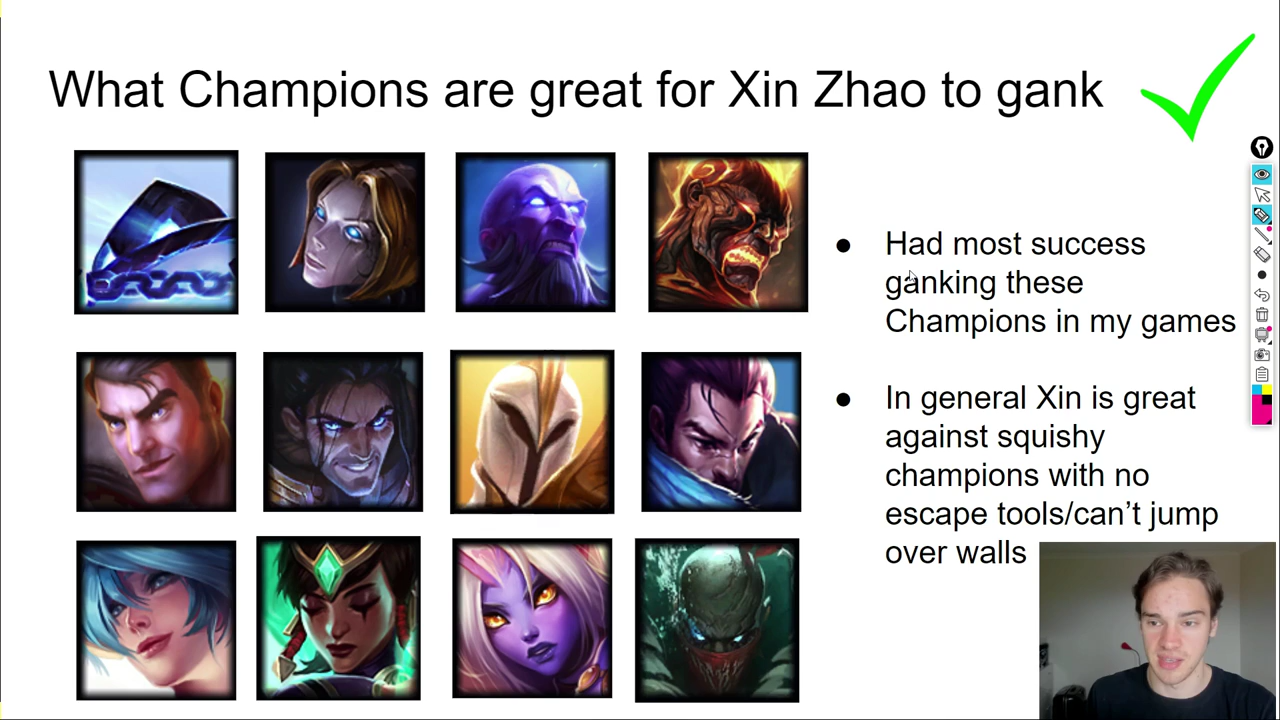 What Champions are great for Xin Zhao to gank
● Had most success
ganking these
Champions in my games
● In general Xin is great
against squishy
champions with no
escape tools/can't jump
over walls